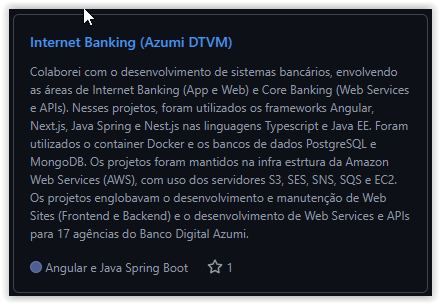 Internet Banking (Azumi DTVM)
Colaborei com o desenvolvimento de sistemas bancários, envolvendo
as áreas de Internet Banking (App e Web) e Core Banking (Web Services
e APIs). Nesses projetos, foram utilizados os frameworks Angular,
Next.js, Java Spring e Nest.js nas linguagens Typescript e Java EE. Foram
utilizados o container Docker e os bancos de dados PostgreSQL e
MongoDB. Os projetos foram mantidos na infra estrtura da Amazon
Web Services (AWS), com uso dos servidores S3, SES, SNS, SQS e EC2.
Os projetos englobavam o desenvolvimento e manutenção de Web
Sites (Frontend e Backend) e o desenvolvimento de Web Services e APIs
para 17 agências do Banco Digital Azumi.
Angular e Java Spring Boot 1